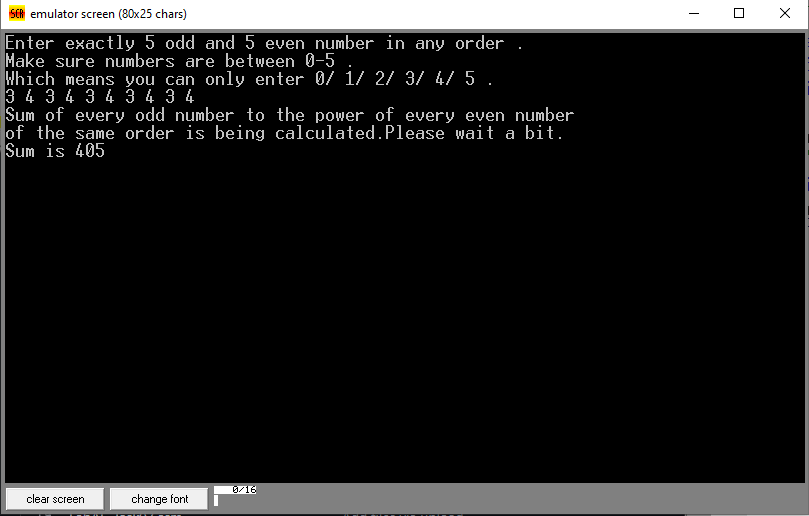 emulator screen (80x25 chars)
Enter exactly 5 odd and 5 even number in any order .
Make sure numbers are between 0-5 .
Which means you can only enter 0/ 1/ 2/ 3/ 4/ 5 .
3 4 3 4 3 4 3 4 3 4
Sum of every odd number to the power of every even number
of the same order is being calculated.Please wait a bit.
Sum is 405
clear screen change font 0/16